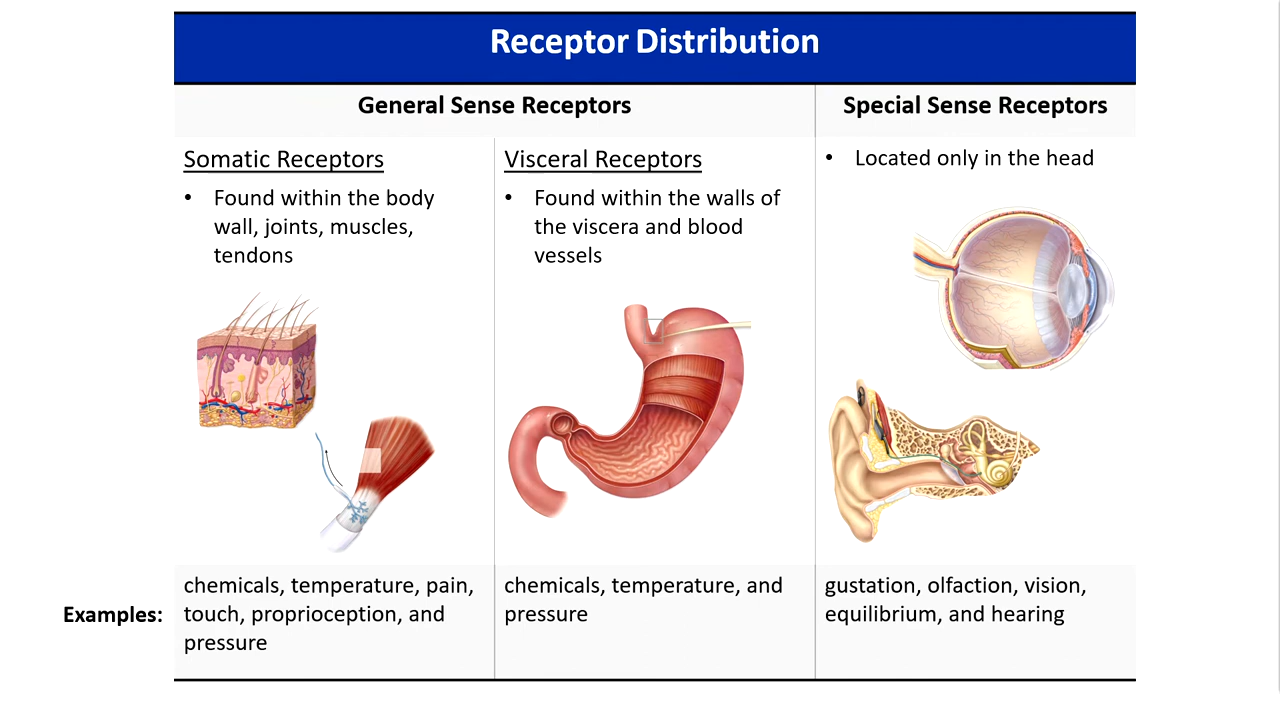 Receptor Distribution
General Sense Receptors
Special Sense Receptors
Somatic Receptors
• Found within the body
wall, joints, muscles,
tendons
Visceral Receptors
• Found within the walls of
the viscera and blood
vessels
• Located only in the head
Examples:
chemicals, temperature, pain,
touch, proprioception, and
pressure
chemicals, temperature, and
pressure
gustation, olfaction, vision,
equilibrium, and hearing